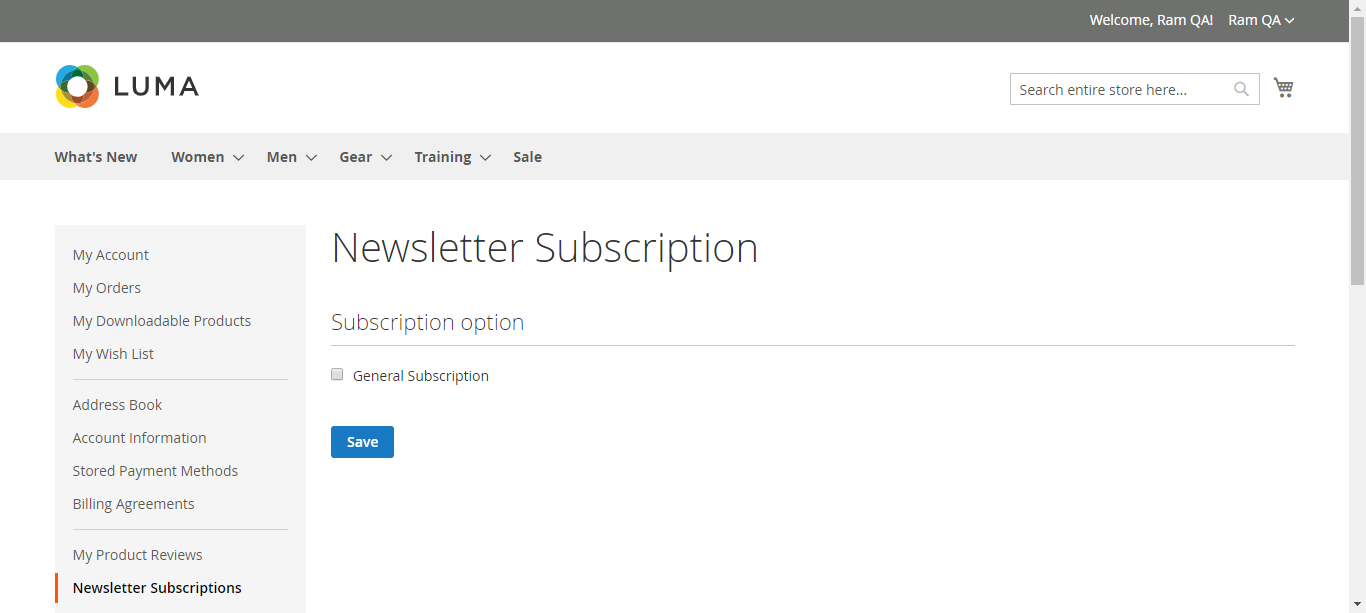 Welcome, Ram QA! Ram QA
LUMA
Search entire store here...
What's New Women Men Gear Training Sale
Newsletter Subscription
My Account
My Orders
My Downloadable Products
My Wish List
Address Book
Account Information
Stored Payment Methods
Billing Agreements
My Product Reviews
Newsletter Subscriptions
Subscription option
General Subscription
Save